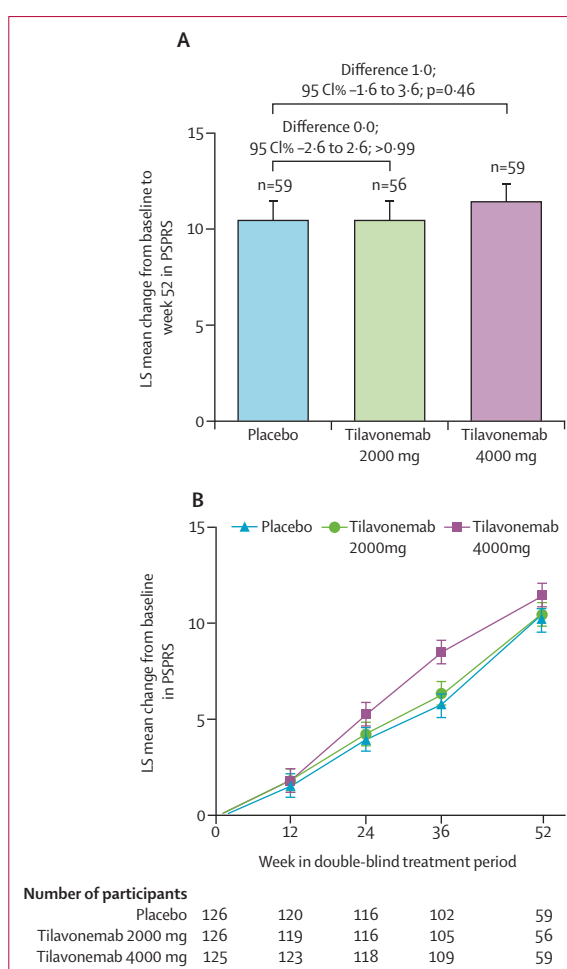 A
Difference 1·0;
95 CI% –1·6 to 3·6; p=0·46
Difference 0·0;
95 CI% –2·6 to 2·6; >0·99
15
n=59
n=56
n=59
10
5
0
LS mean change from baseline to
week 52 in PSPRS
Placebo
Tilavonemab
2000 mg
Tilavonemab
4000 mg
B
15
Placebo
Tilavonemab
2000mg
Tilavonemab
4000mg
10
5
0
LS mean change from baseline
in PSPRS
0 12 24 36 52
Week in double-blind treatment period
Number of participants
Placebo 126 120 116 102 59
Tilavonemab 2000 mg 126 119 116 105 56
Tilavonemab 4000 mg 125 123 118 109 59